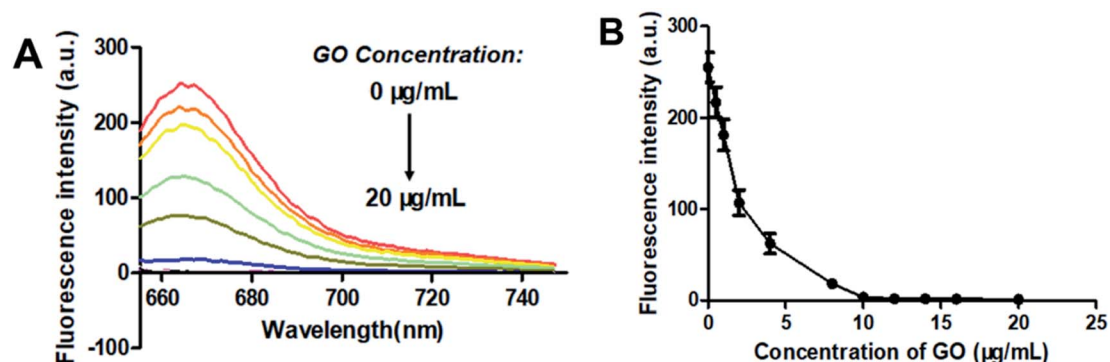 A
Fluorescence intensity (a.u.)
300
200
100
0
-100
GO Concentration:
0 µg/mL
20 µg/mL
660
680
700
720
740
Wavelength(nm)
B
Fluorescence intensity (a.u.)
300
200
100
0
0
5
10
15
20
25
Concentration of GO (µg/mL)